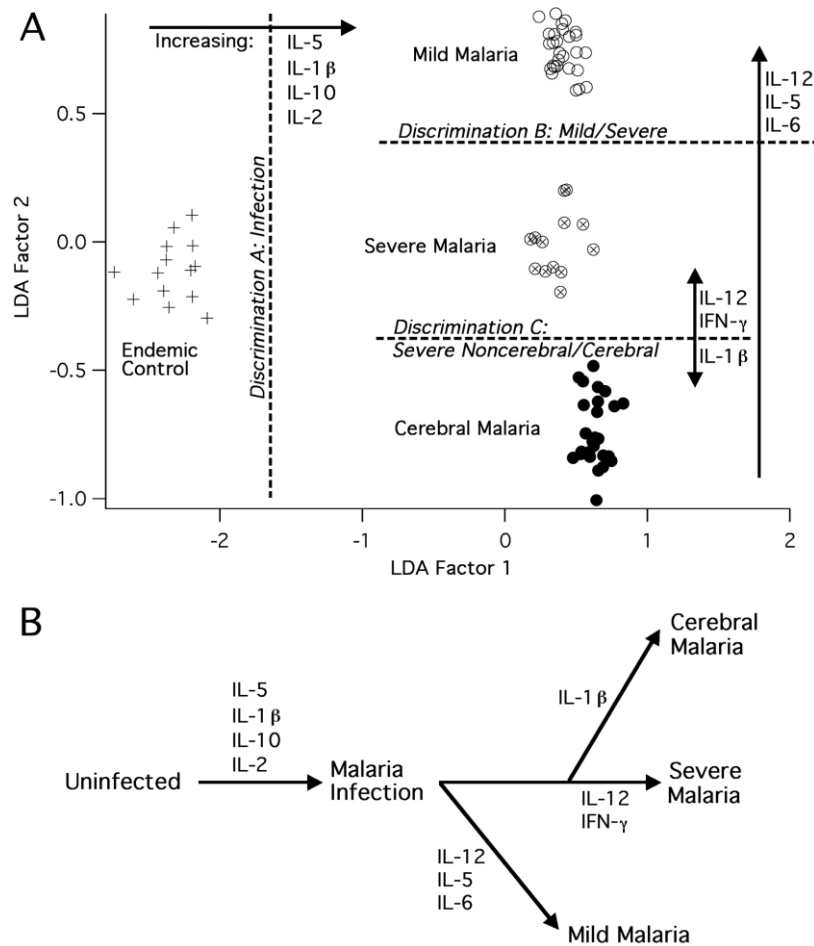 A
Increasing:
IL-5
IL-1β
IL-10
IL-2
Mild Malaria
IL-12
IL-5
IL-6
Discrimination B: Mild/Severe
Discrimination A: Infection
Severe Malaria
IL-12
IFN-γ
IL-1β
Discrimination C:
Severe Noncerebral/Cerebral
Endemic
Control
Cerebral Malaria
LDA Factor 2
0.5
0.0
-0.5
-1.0
-2
-1
0
1
2
LDA Factor 1
B
Uninfected
IL-5
IL-1β
IL-10
IL-2
Malaria
Infection
IL-1β
Cerebral
Malaria
IL-12
IFN-γ
Severe
Malaria
IL-12
IL-5
IL-6
Mild Malaria